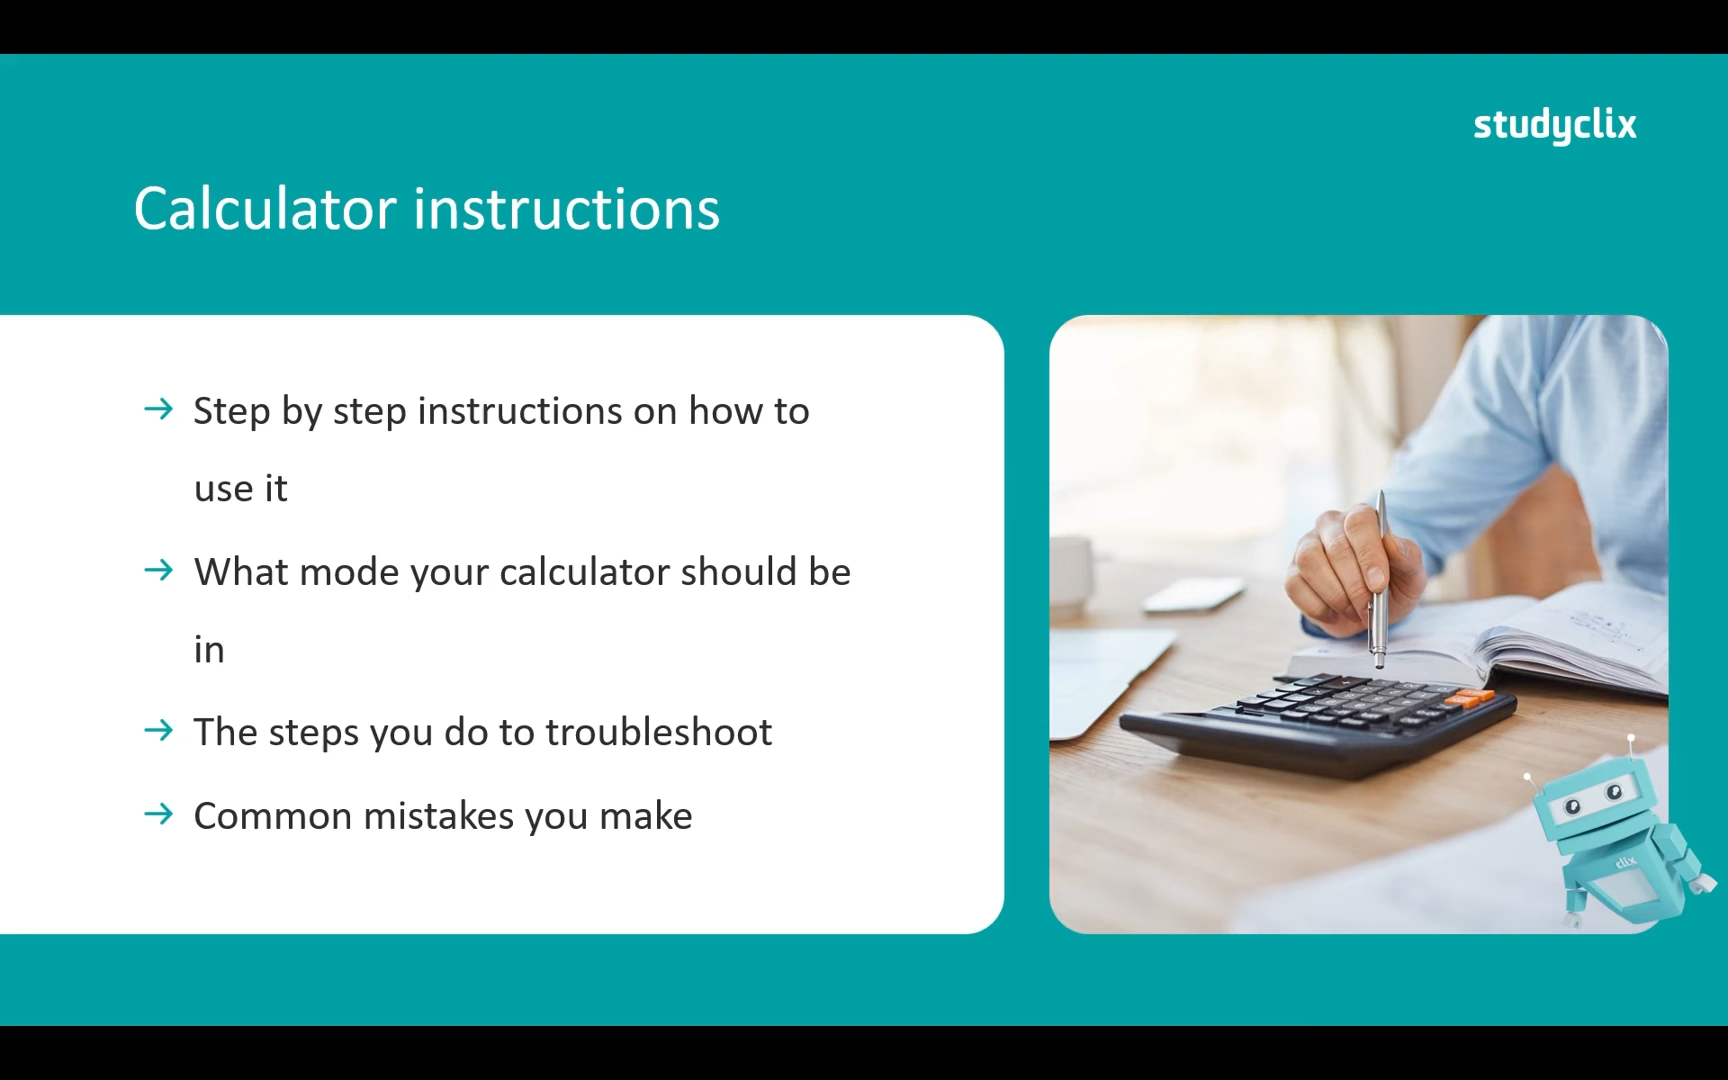 studyclix
Calculator instructions
→ Step by step instructions on how to
use it
→ What mode your calculator should be
in
→ The steps you do to troubleshoot
→ Common mistakes you make
clix